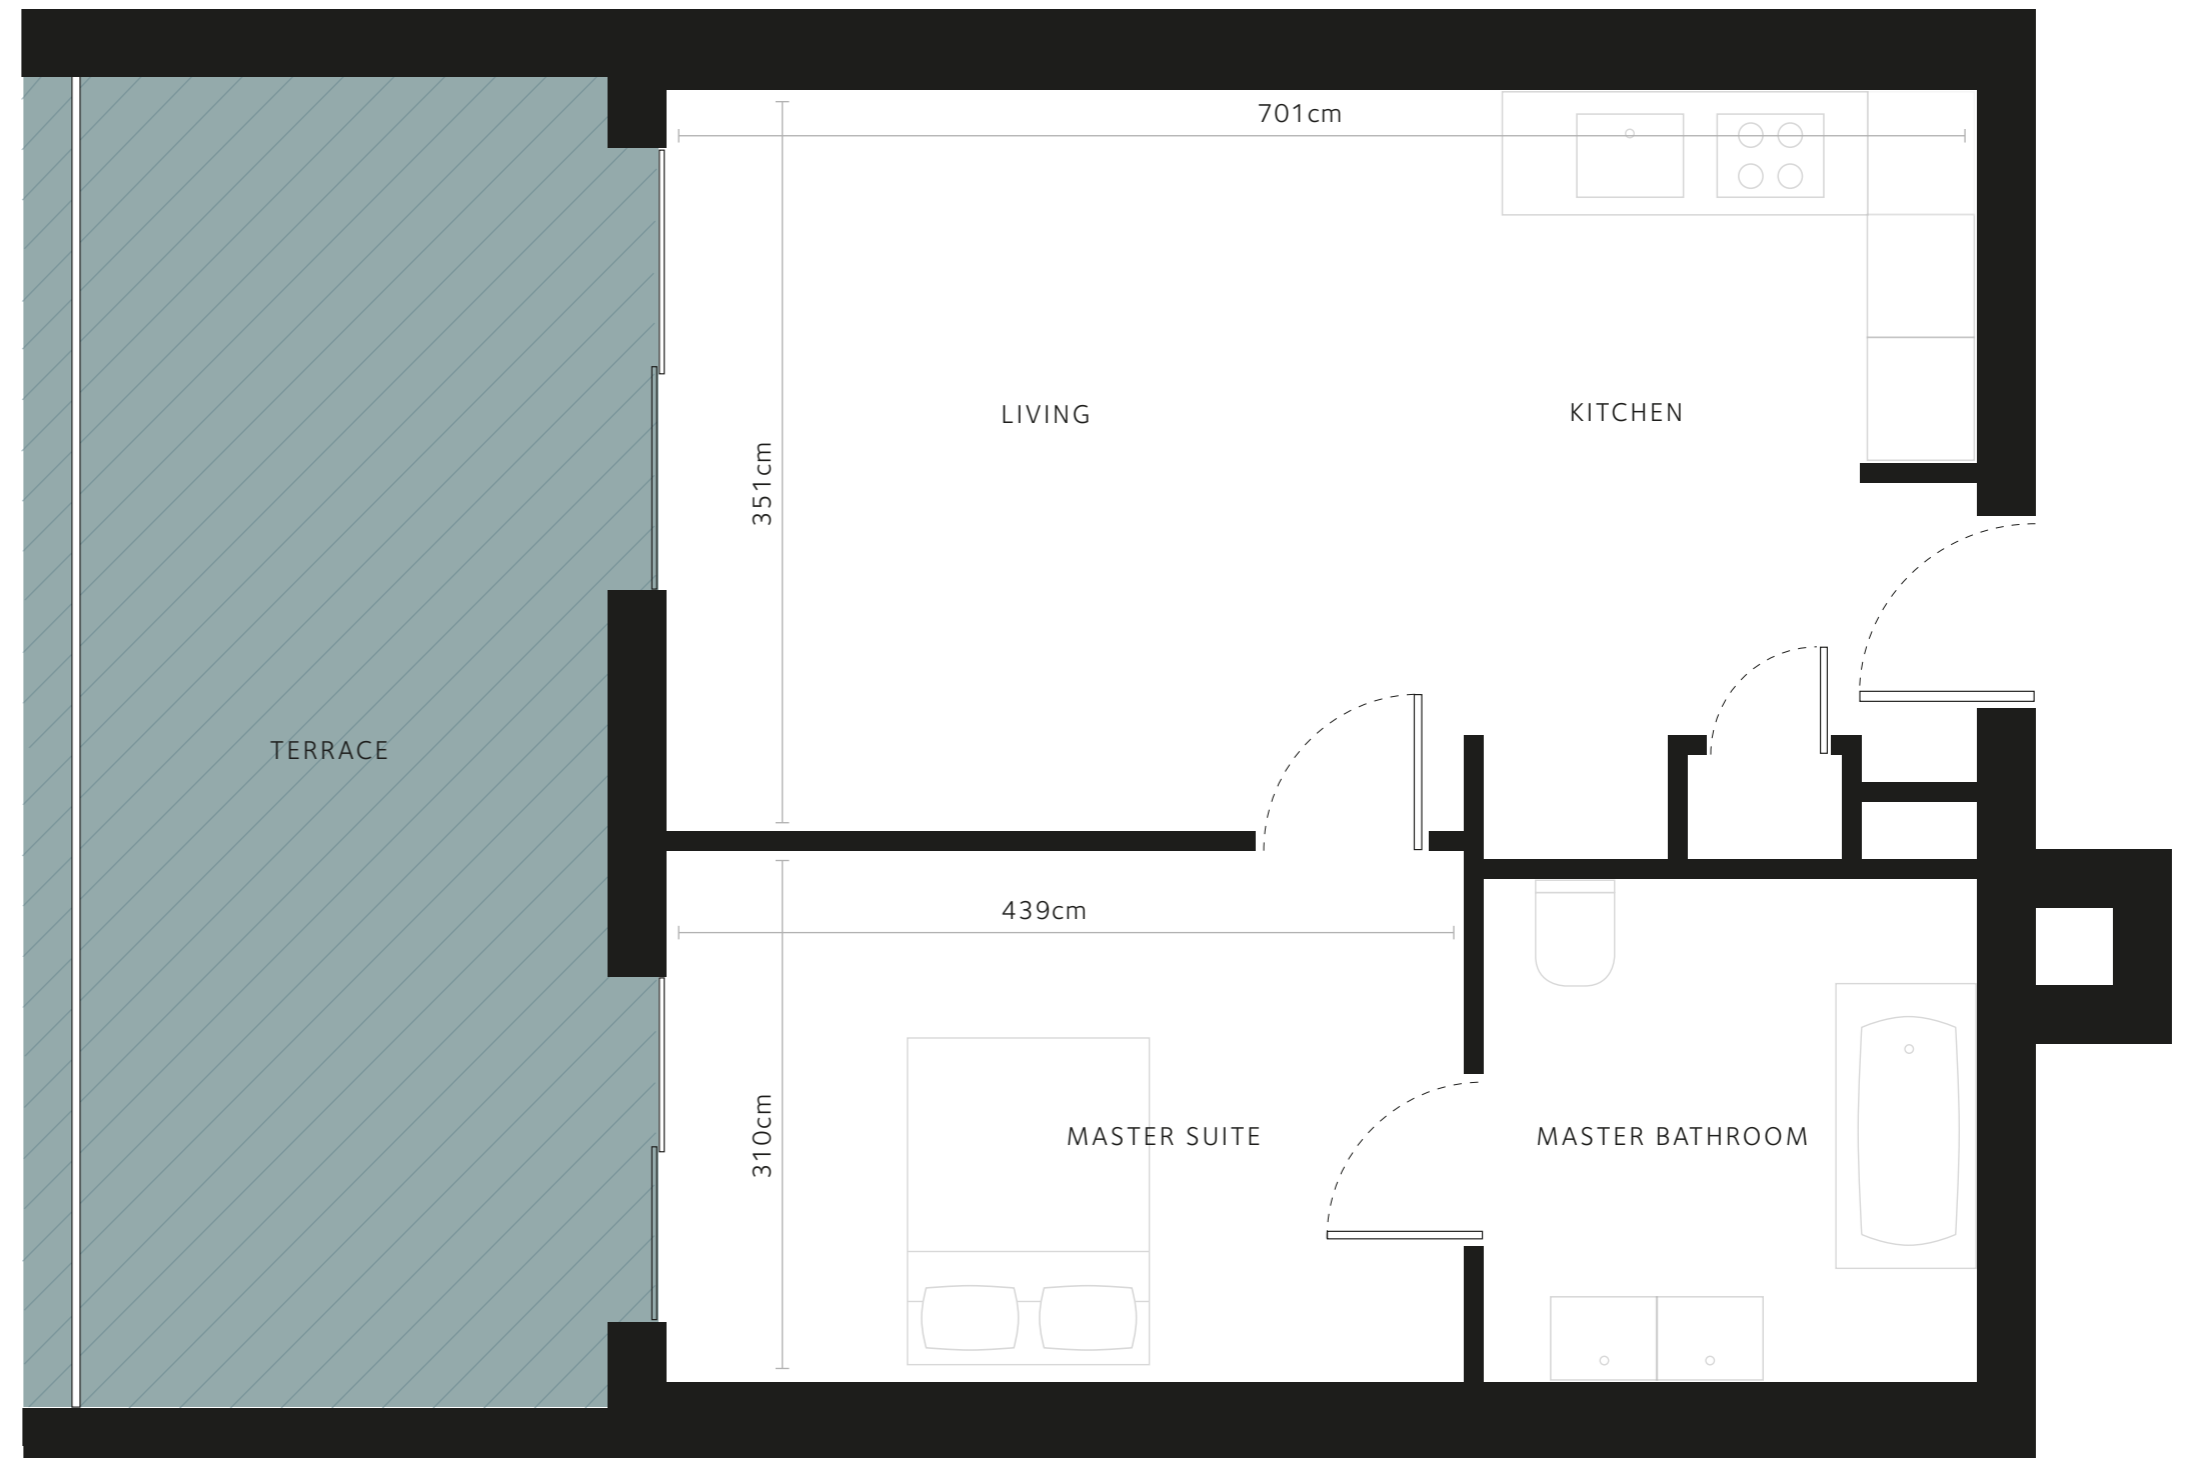 701cm
LIVING
KITCHEN
351cm
TERRACE
439cm
MASTER SUITE
MASTER BATHROOM
310cm